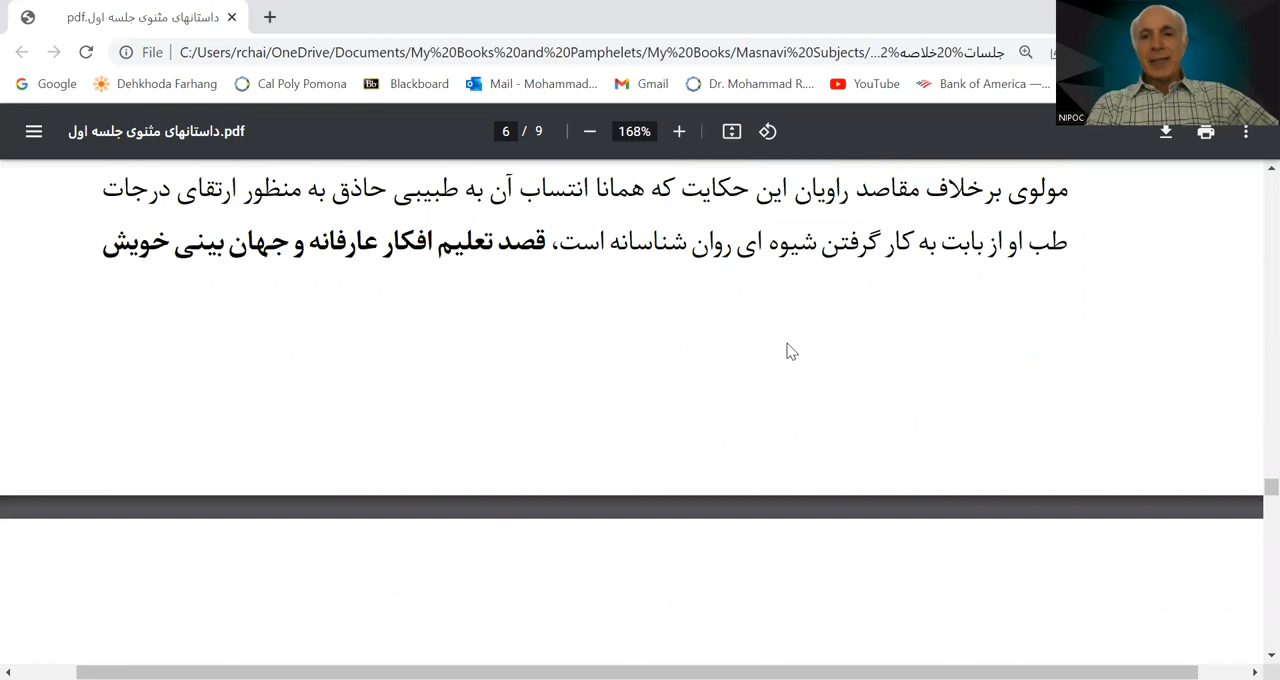 داستانهای مثنوی جلسه اول.pdf
File
C:/Users/rchai/OneDrive/Documents/My%20Books%20and%20Pamphelets/My%20Books/Masnavi%20Subjects/...2%جلسات%20خلاصه
Google Dehkhoda Farhang Cal Poly Pomona Bb Blackboard Mail - Mohammad... Gmail Dr. Mohammad R.... YouTube Bank of America —...
NIPOC
داستانهای مثنوی جلسه اول.pdf 6 / 9 168%
مولوی برخلاف مقاصد راویان این حکایت که همانا انتساب آن به طبیبی حاذق به منظور ارتقای درجات
طب او از بابت به کار گرفتن شیوه ای روان شناسانه است، قصد تعلیم افکار عارفانه و جهان بینی خویش